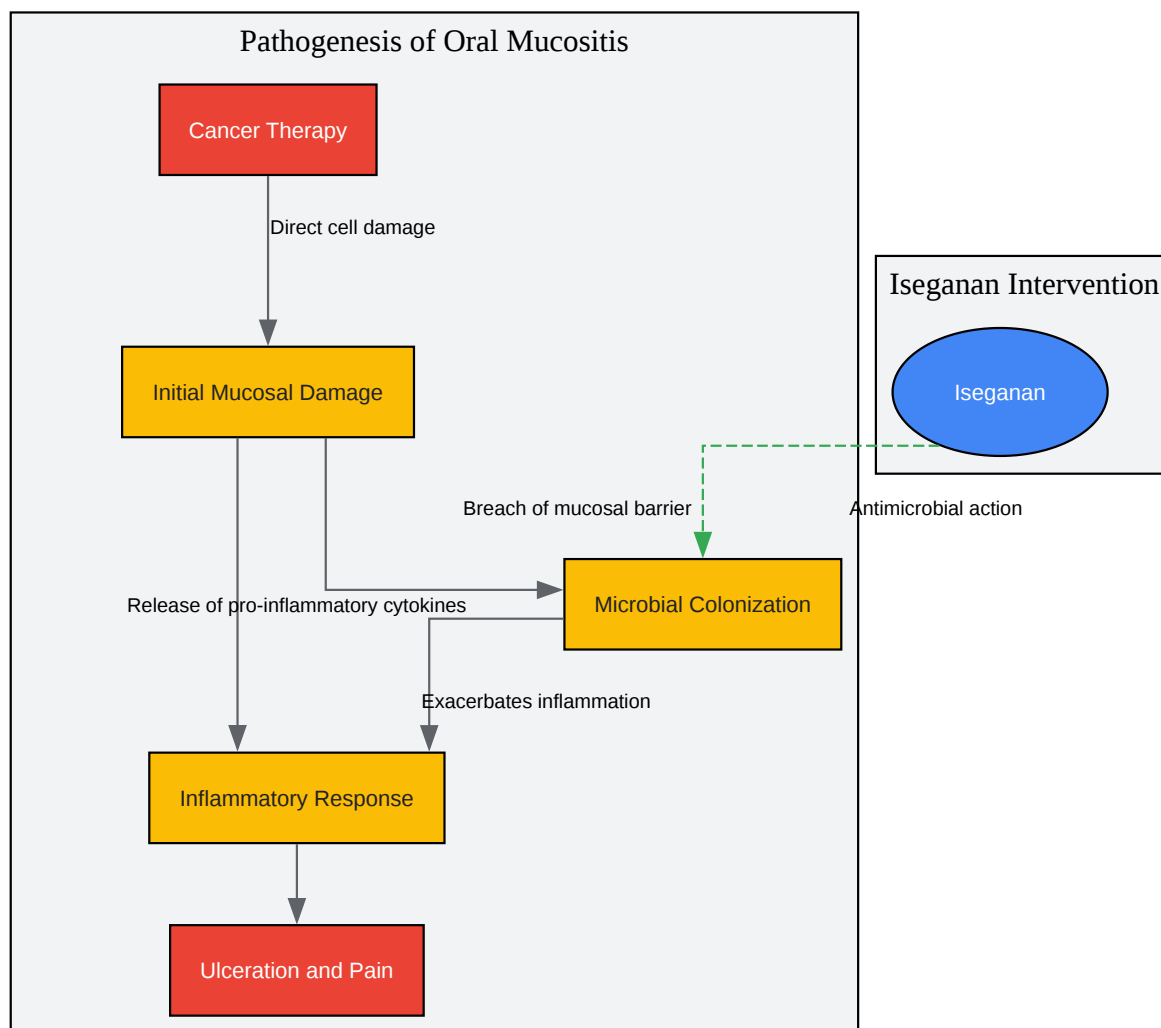 Pathogenesis of Oral Mucositis
Cancer Therapy
Direct cell damage
Iseganan Intervention
Initial Mucosal Damage
Iseganan
Breach of mucosal barrier
Antimicrobial action
Release of pro-inflammatory cytokines
Microbial Colonization
Exacerbates inflammation
Inflammatory Response
Ulceration and Pain